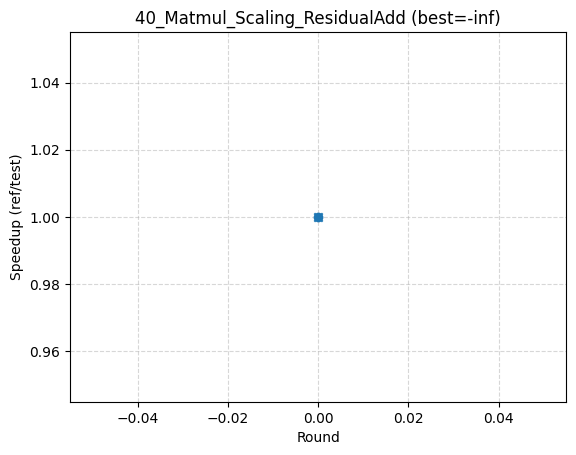 40_Matmul_Scaling_ResidualAdd (best=-inf)
Speedup (ref/test)
1.04
1.02
1.00
0.98
0.96
−0.04 −0.02 0.00 0.02 0.04
Round